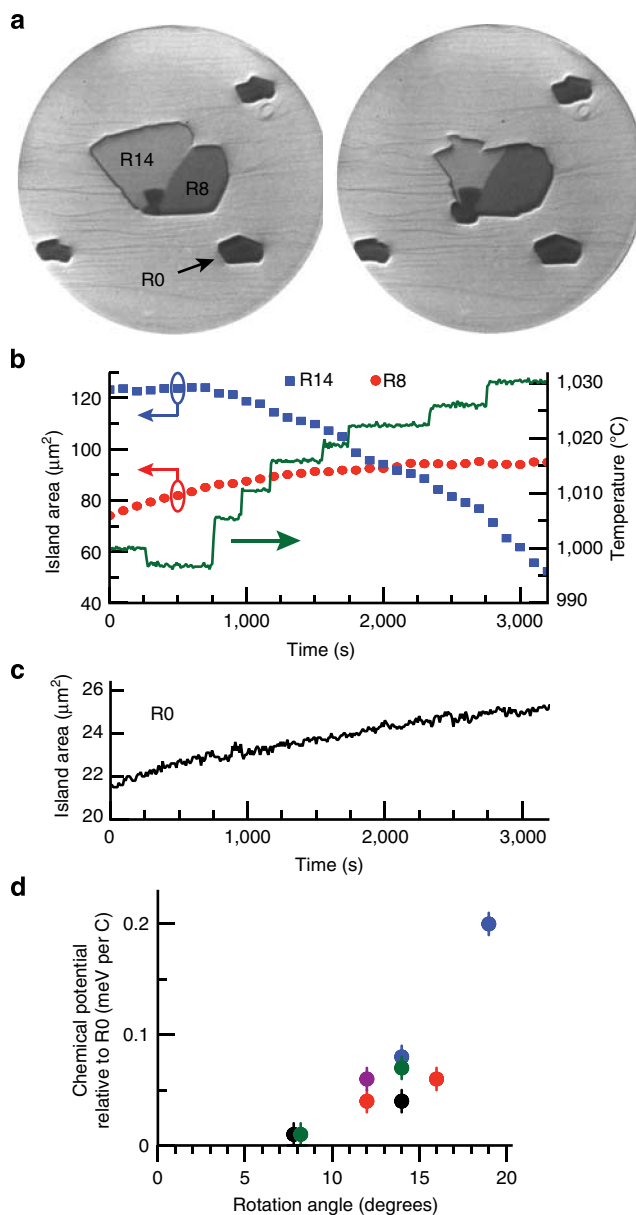 a
R14
R8
R0
b
R14
R8
120
100
80
60
40
Island area (μm²)
1,030
1,020
1,010
1,000
990
Temperature (°C)
0
1,000
2,000
3,000
Time (s)
c
R0
26
24
22
20
Island area (μm²)
0
1,000
2,000
3,000
Time (s)
d
0.2
0.1
0
Chemical potential
relative to R0 (meV per C)
0
5
10
15
20
Rotation angle (degrees)